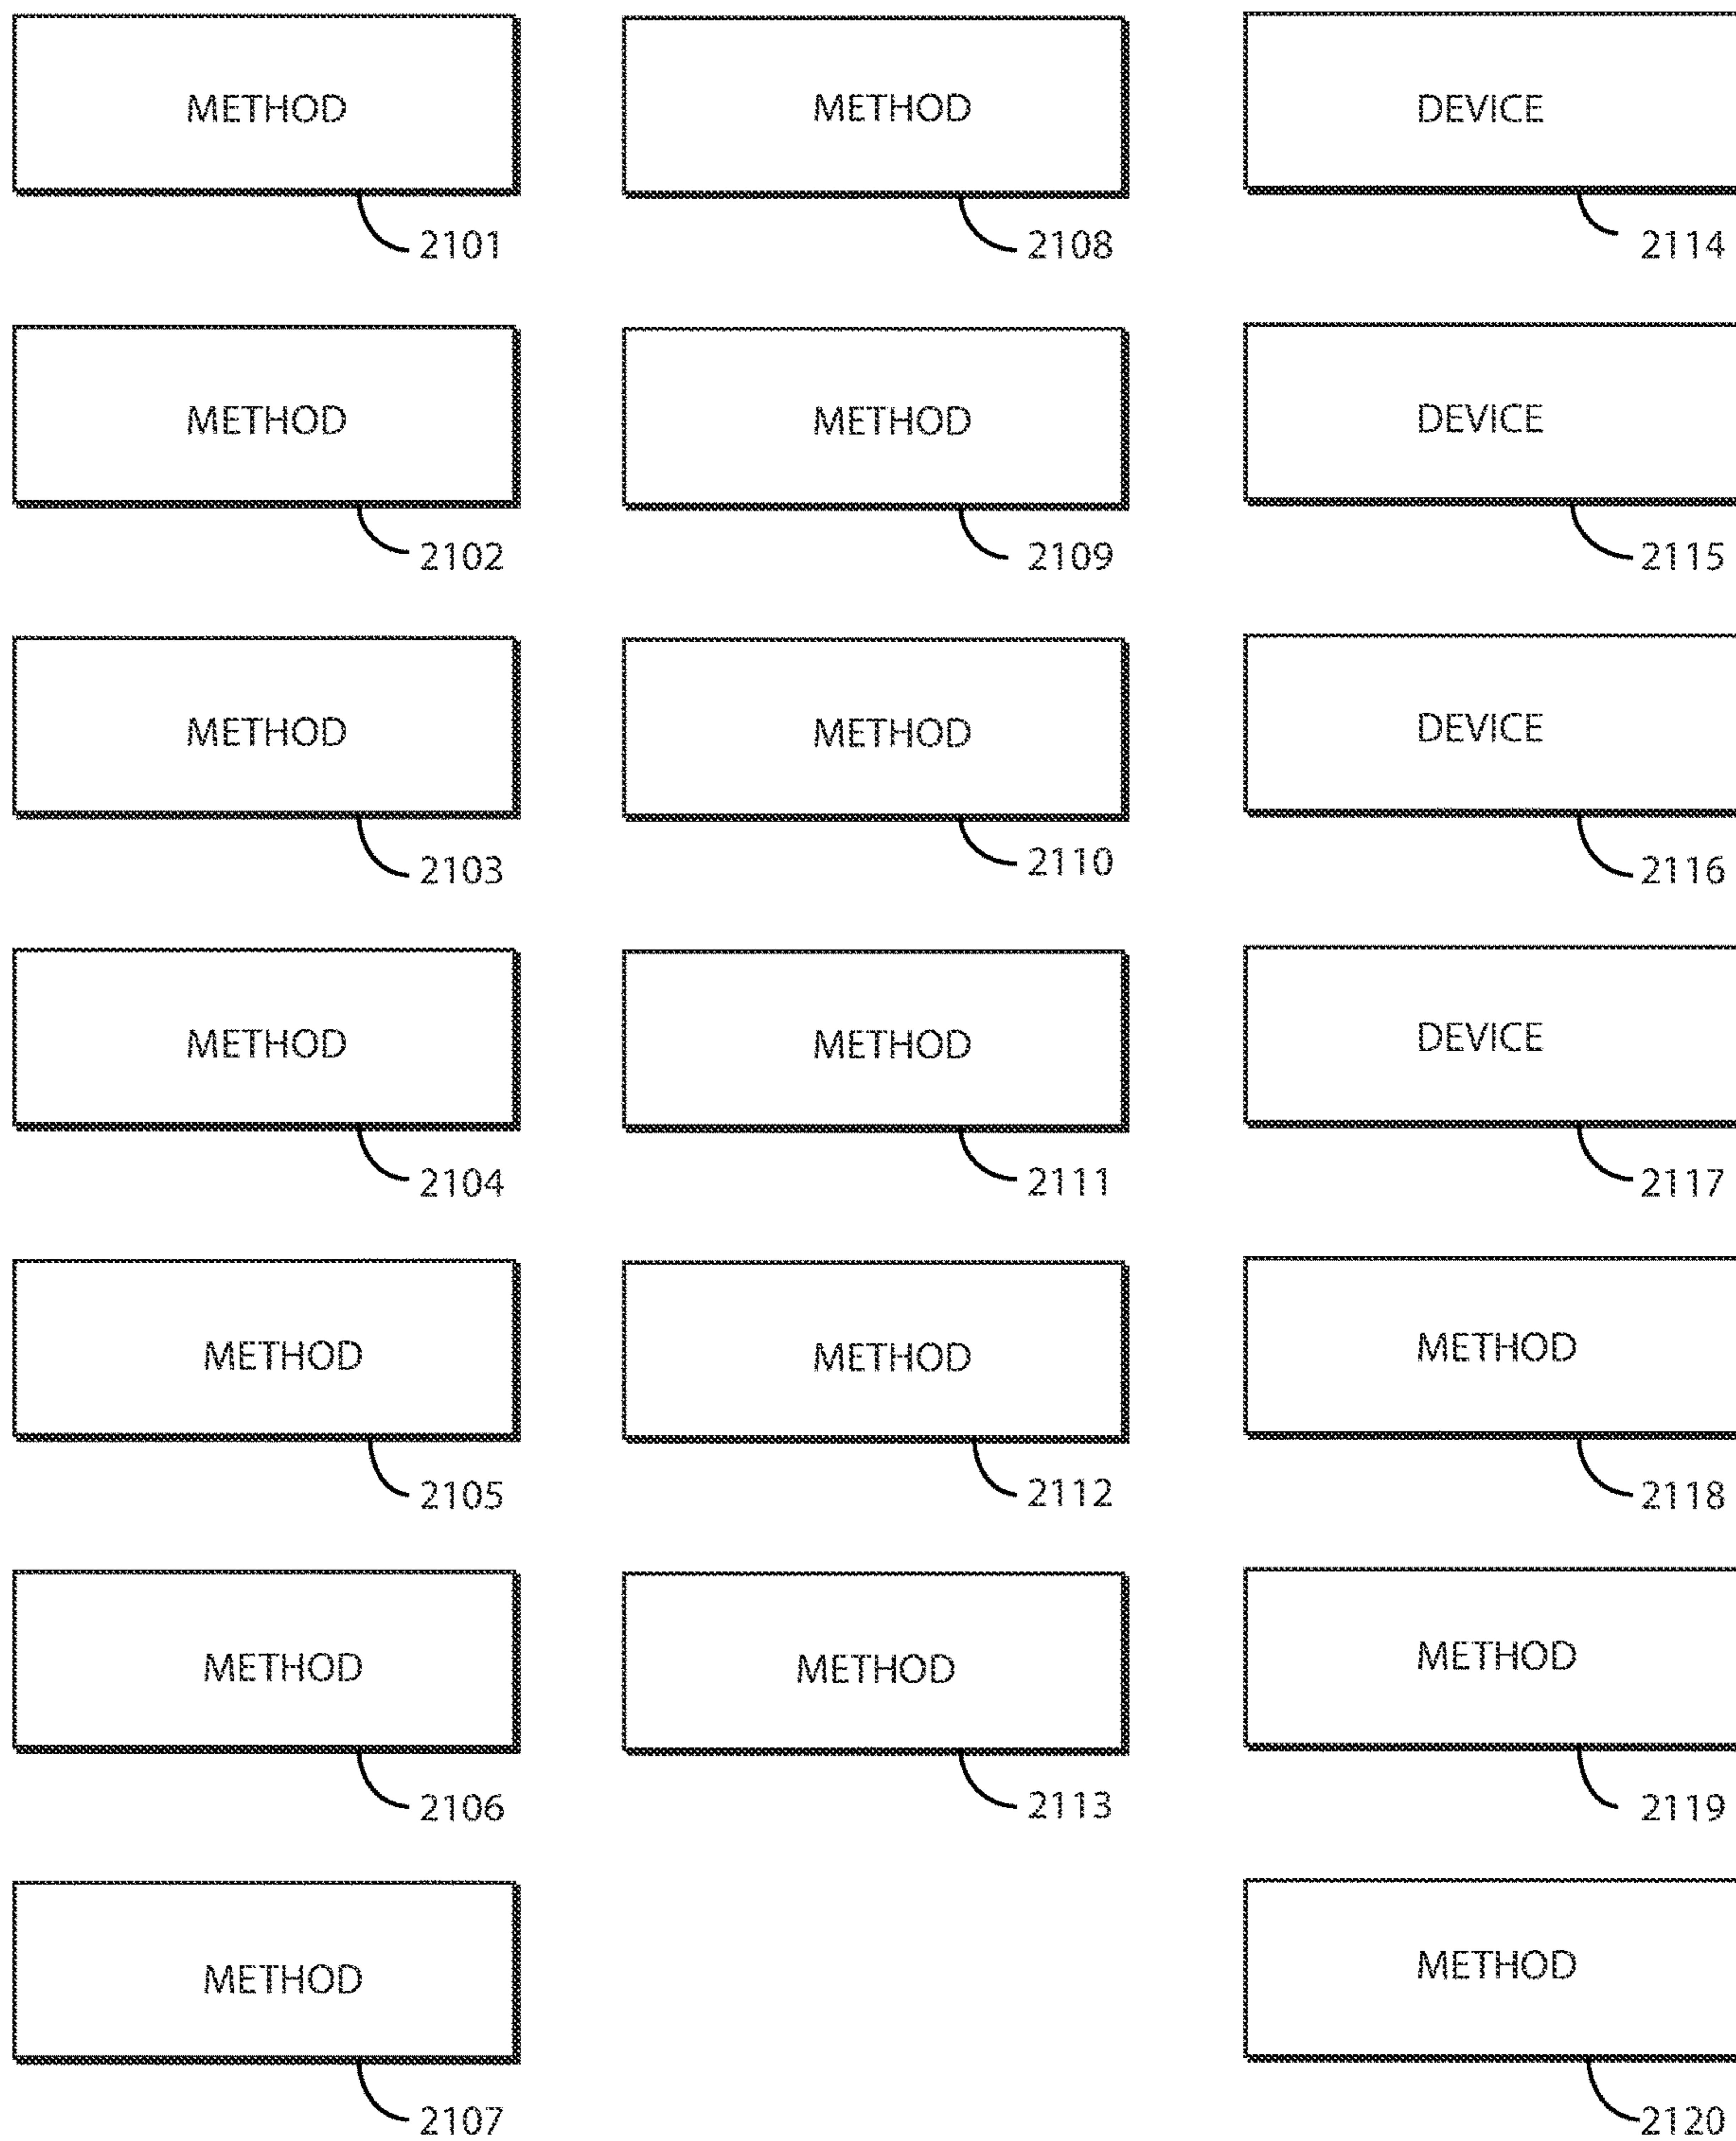 METHOD
2101
METHOD
2102
METHOD
2103
METHOD
2104
METHOD
2105
METHOD
2106
METHOD
2107
METHOD
2108
METHOD
2109
METHOD
2110
METHOD
2111
METHOD
2112
METHOD
2113
DEVICE
2114
DEVICE
2115
DEVICE
2116
DEVICE
2117
METHOD
2118
METHOD
2119
METHOD
2120